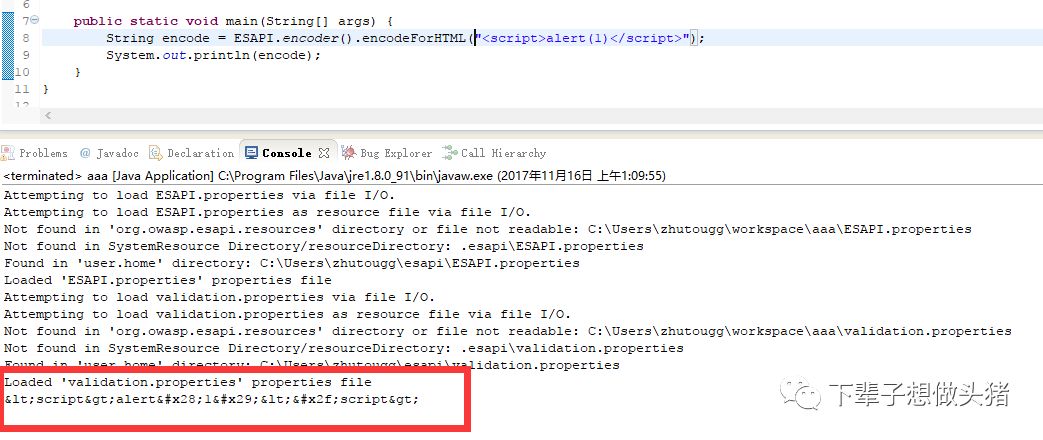 6
7 public static void main(String[] args) {
8 String encode = ESAPI.encoder().encodeForHTML("<script>alert(1)</script>");
9 System.out.println(encode);
10 }
11 }
12
Problems @ Javadoc Declaration Console Bug Explorer Call Hierarchy
<terminated> aaa [Java Application] C:\Program Files\Java\jre1.8.0_91\bin\javaw.exe (2017年11月16日 上午1:09:55)
Attempting to load ESAPI.properties via file I/O.
Attempting to load ESAPI.properties as resource file via file I/O.
Not found in 'org.owasp.esapi.resources' directory or file not readable: C:\Users\zhutougg\workspace\aaa\ESAPI.properties
Not found in SystemResource Directory/resourceDirectory: .esapi\ESAPI.properties
Found in 'user.home' directory: C:\Users\zhutougg\esapi\ESAPI.properties
Loaded 'ESAPI.properties' properties file
Attempting to load validation.properties via file I/O.
Attempting to load validation.properties as resource file via file I/O.
Not found in 'org.owasp.esapi.resources' directory or file not readable: C:\Users\zhutougg\workspace\aaa\validation.properties
Not found in SystemResource Directory/resourceDirectory: .esapi\validation.properties
Found in 'user.home' directory: C:\Users\zhutougg\esapi\validation.properties
Loaded 'validation.properties' properties file
&lt;script&gt;alert&#x28;1&#x29;&lt;&#x2f;script&gt;
下辈子想做头猪